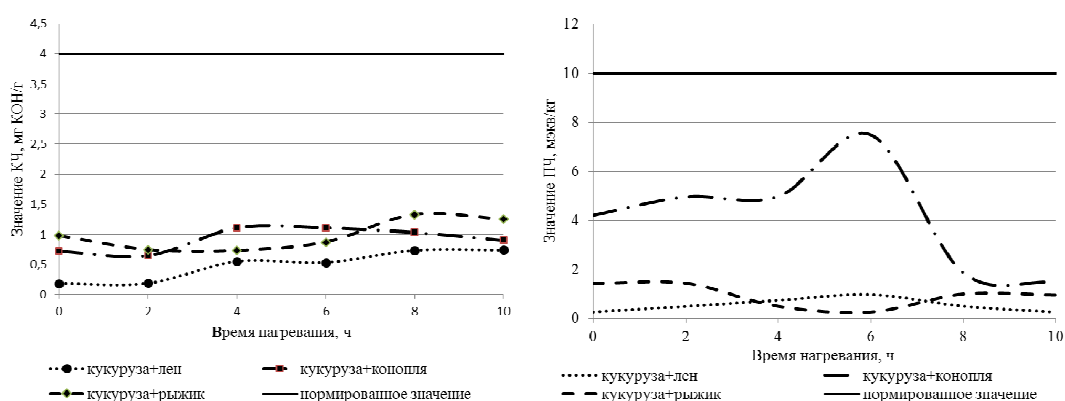 Значение КЧ, мг КОН/г
4,5
4
3,5
3
2,5
2
1,5
1
0,5
0
0 2 4 6 8 10
Время нагревания, ч
кукуруза+лен
кукуруза+конопля
кукуруза+рыжик
нормированное значение
Значение ПЧ, мэкв/кг
12
10
8
6
4
2
0
0 2 4 6 8 10
Время нагревания, ч
кукуруза+лен
кукуруза+конопля
кукуруза+рыжик
нормированное значение